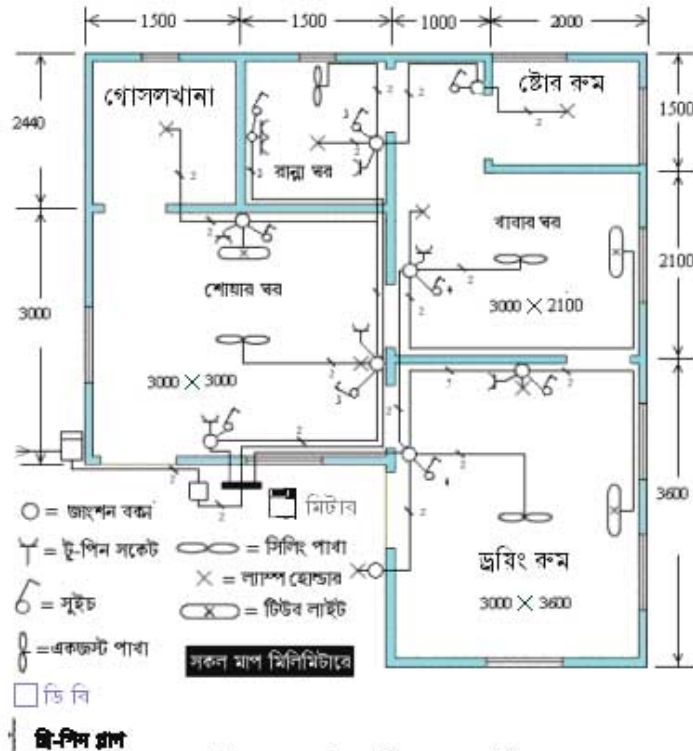 1500 1500 1000 2000
গোসলখানা
ষ্টোর রুম
2440
1500
রান্না ঘর
খাবার ঘর
2100
শোয়ার ঘর
3000
3000 × 2100
3000 × 3000
3600
মিটার
○ = জাংশন বক্স
= টু-পিন সকেট
= সিলিং পাখা
ড্রয়িং রুম
= ল্যাম্প হোল্ডার
= সুইচ
= টিউব লাইট
3000 × 3600
= একজস্ট পাখা
সকল মাপ মিলিমিটারে
ডি বি
থ্রি-পিন প্লাগ